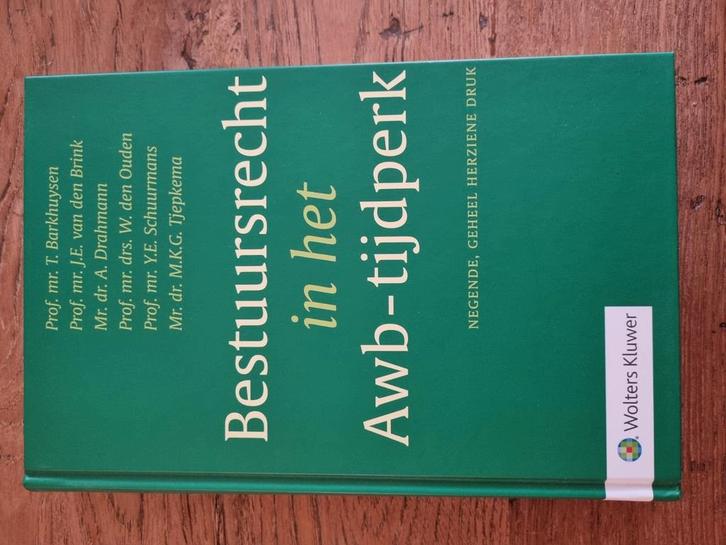 Prof. mr. T. Barkhuysen
Prof. mr. J.E. van den Brink
Mr. dr. A. Drahmann
Prof. mr. drs. W. den Ouden
Prof. mr. Y.E. Schuurmans
Mr. dr. M.K.G. Tjepkema
Bestuursrecht
in het
Awb-tijdperk
NEGENDE, GEHEEL HERZIENE DRUK
Wolters Kluwer